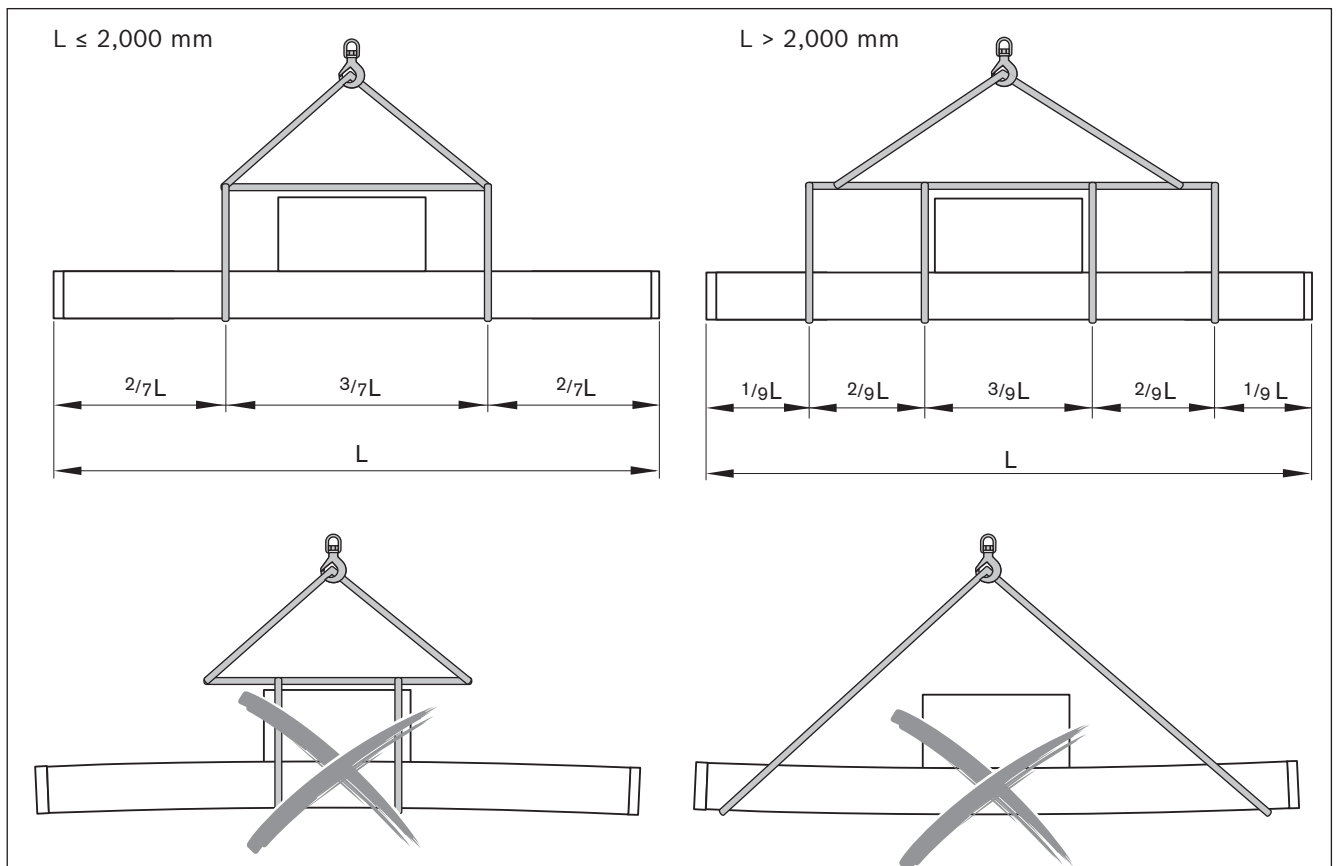 L ≤ 2,000 mm
L > 2,000 mm
2/7L 3/7L 2/7L
L
1/9L 2/9L 3/9L 2/9L 1/9 L
L